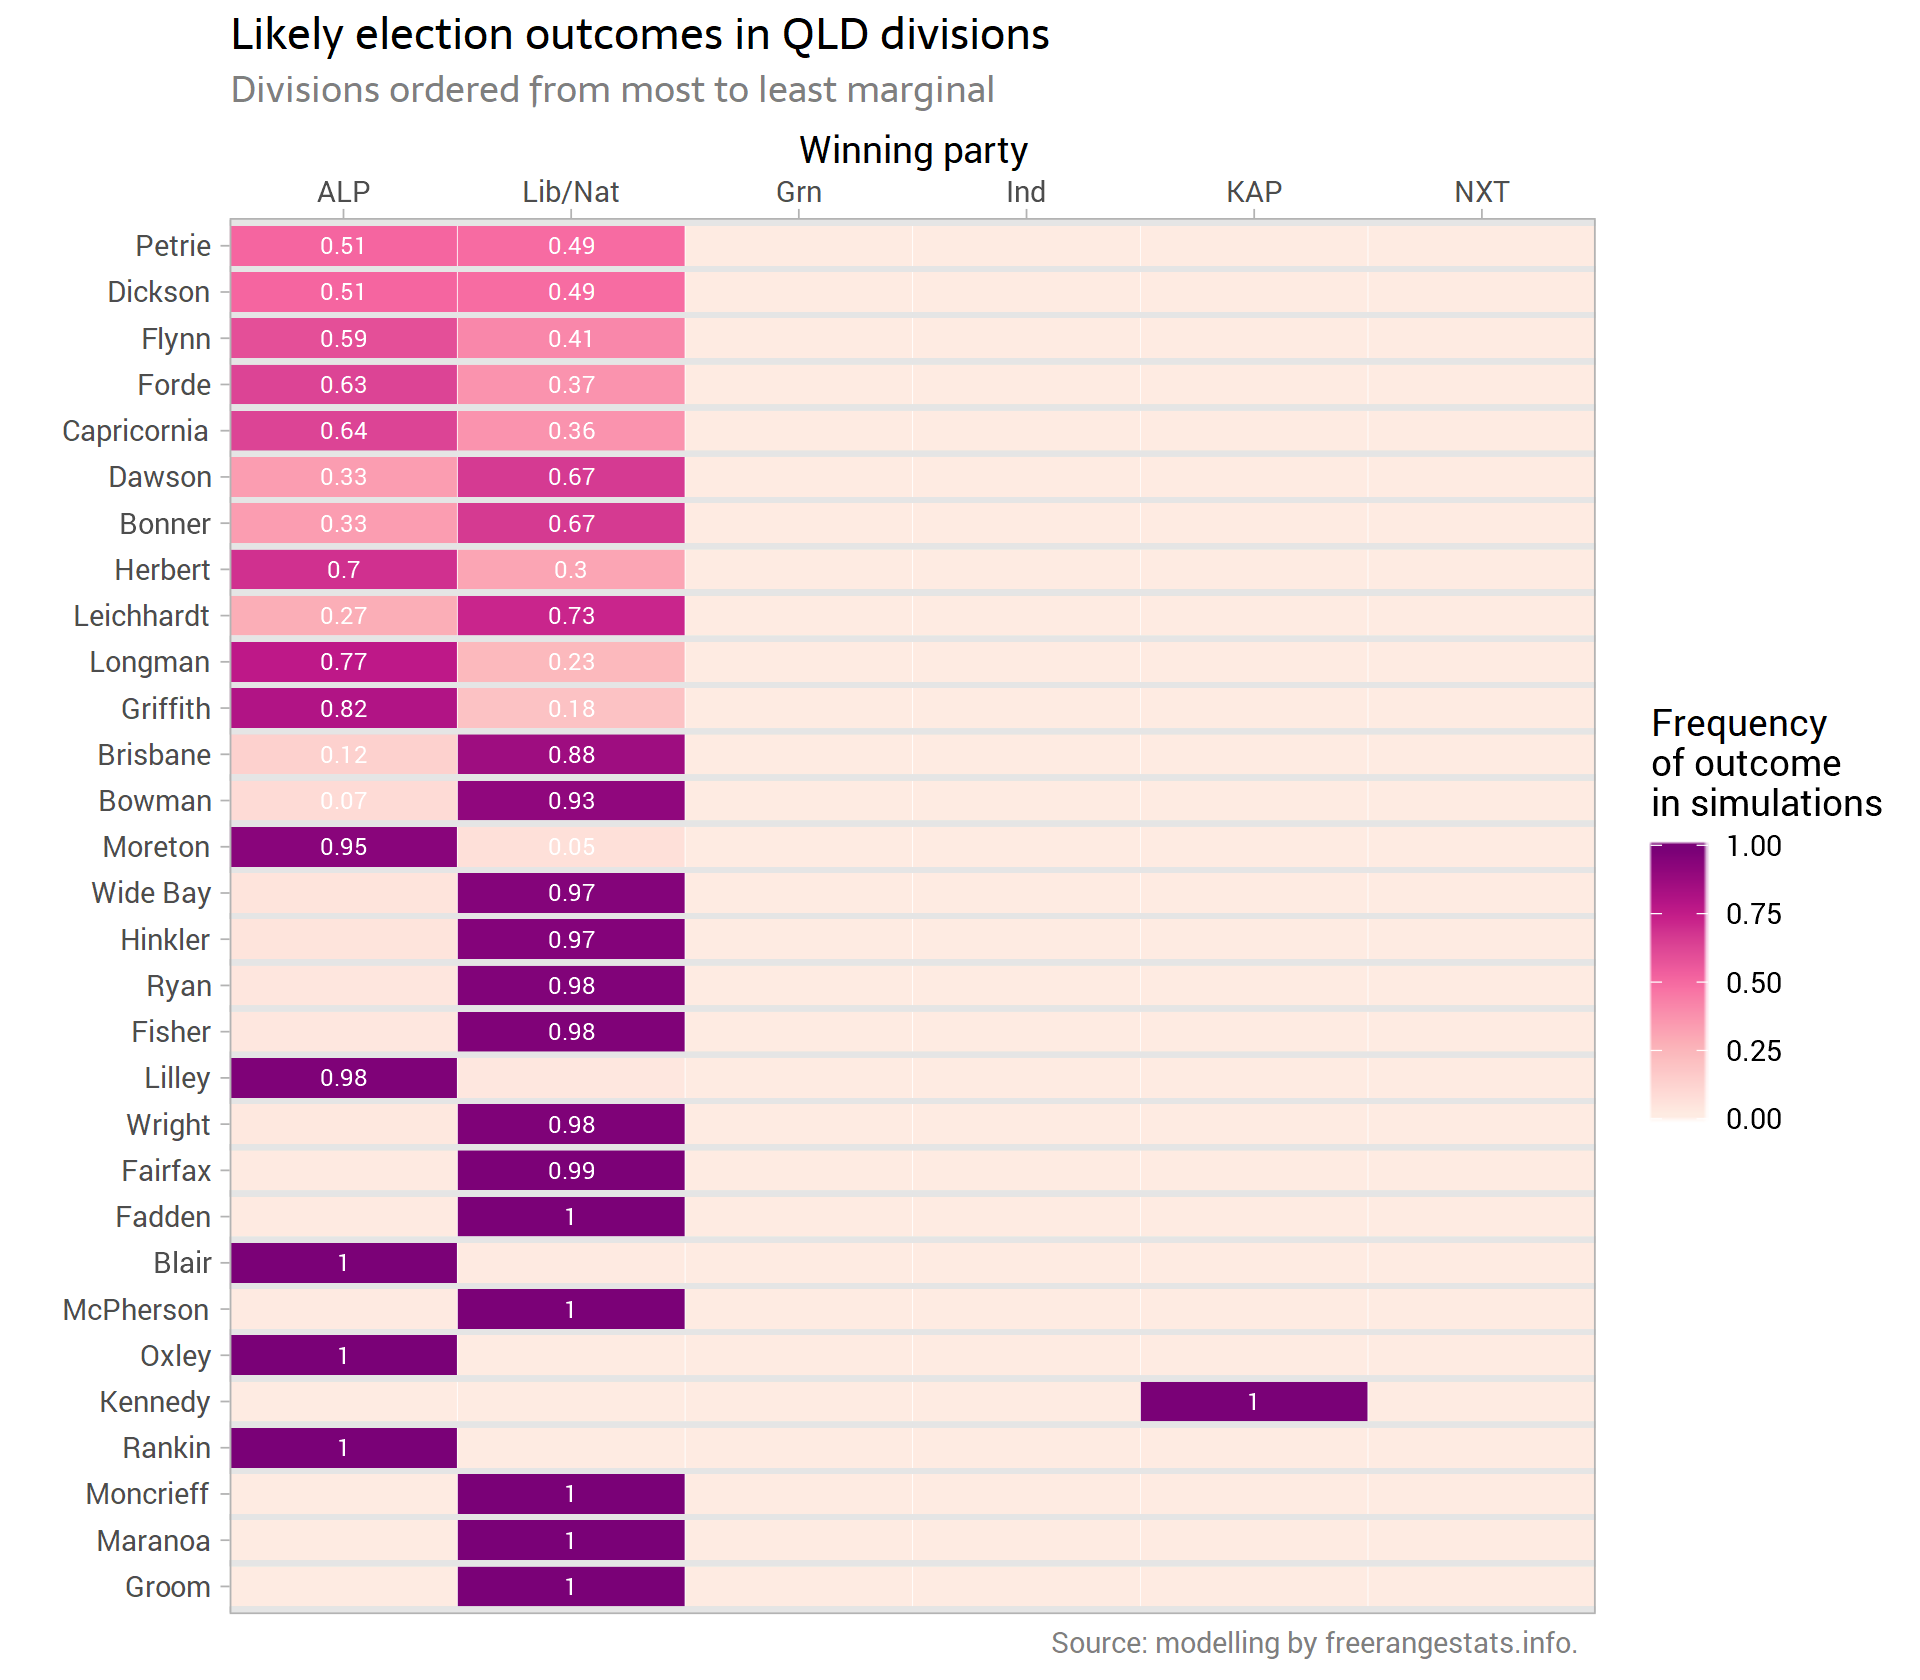 Likely election outcomes in QLD divisions
Divisions ordered from most to least marginal
Winning party
ALP Lib/Nat Grn Ind KAP NXT
Petrie 0.51 0.49
Dickson 0.51 0.49
Flynn 0.59 0.41
Forde 0.63 0.37
Capricornia 0.64 0.36
Dawson 0.33 0.67
Bonner 0.33 0.67
Herbert 0.7 0.3
Leichhardt 0.27 0.73
Longman 0.77 0.23
Griffith 0.82 0.18
Brisbane 0.12 0.88
Bowman 0.07 0.93
Moreton 0.95 0.05
Wide Bay 0.97
Hinkler 0.97
Ryan 0.98
Fisher 0.98
Lilley 0.98
Wright 0.98
Fairfax 0.99
Fadden 1
Blair 1
McPherson 1
Oxley 1
Kennedy 1
Rankin 1
Moncrieff 1
Maranoa 1
Groom 1
Frequency
of outcome
in simulations
1.00
0.75
0.50
0.25
0.00
Source: modelling by freerangestats.info.